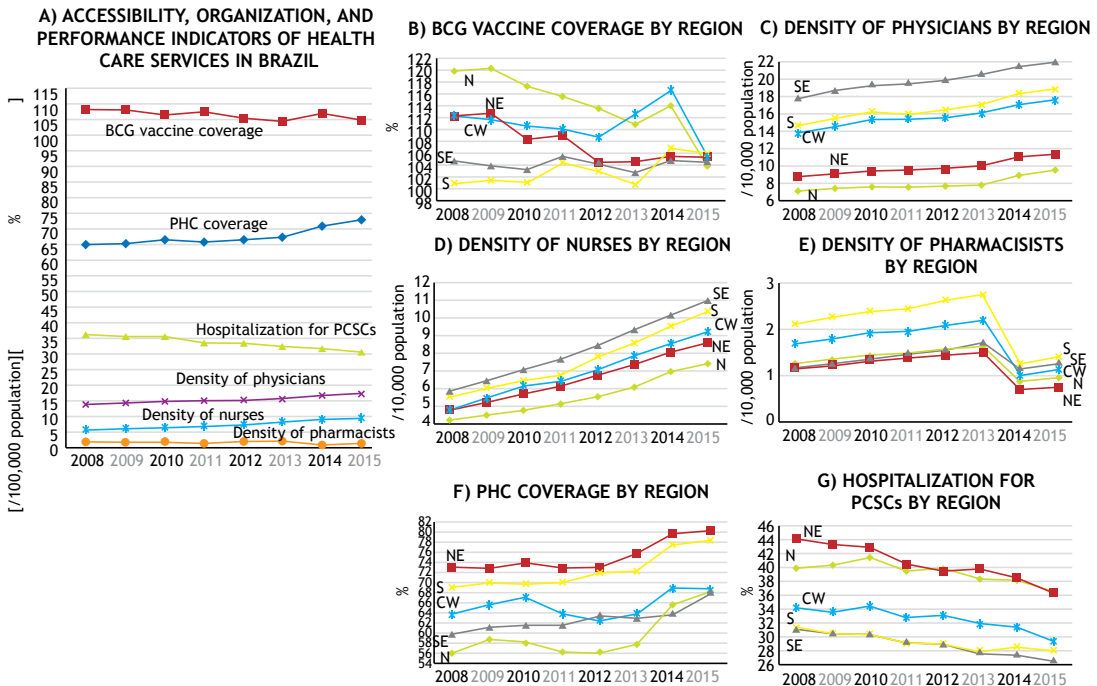 A) ACCESSIBILITY, ORGANIZATION, AND
PERFORMANCE INDICATORS OF HEALTH
CARE SERVICES IN BRAZIL
[/100,000 population][ % ]
115
110
105
100
95
90
85
80
75
70
65
60
55
50
45
40
35
30
25
20
15
10
5
0
BCG vaccine coverage
PHC coverage
Hospitalization for PCSCs
Density of physicians
Density of nurses
Density of pharmacists
2008 2009 2010 2011 2012 2013 2014 2015
B) BCG VACCINE COVERAGE BY REGION
%
122
120
118
116
114
112
110
108
106
104
102
100
98
N
NE
CW
SE
S
2008 2009 2010 2011 2012 2013 2014 2015
C) DENSITY OF PHYSICIANS BY REGION
/10,000 population
22
20
18
16
14
12
10
8
6
SE
S
CW
NE
N
2008 2009 2010 2011 2012 2013 2014 2015
D) DENSITY OF NURSES BY REGION
/10,000 population
12
11
10
9
8
7
6
5
4
SE
S
CW
NE
N
2008 2009 2010 2011 2012 2013 2014 2015
E) DENSITY OF PHARMACISISTS
BY REGION
/10,000 population
3
2
1
0
S
SE
CW
N
NE
2008 2009 2010 2011 2012 2013 2014 2015
F) PHC COVERAGE BY REGION
%
82
80
78
76
74
72
70
68
66
64
62
60
58
56
54
NE
S
CW
SE
N
2008 2009 2010 2011 2012 2013 2014 2015
G) HOSPITALIZATION FOR
PCSCs BY REGION
%
46
44
42
40
38
36
34
32
30
28
26
NE
N
CW
S
SE
2008 2009 2010 2011 2012 2013 2014 2015